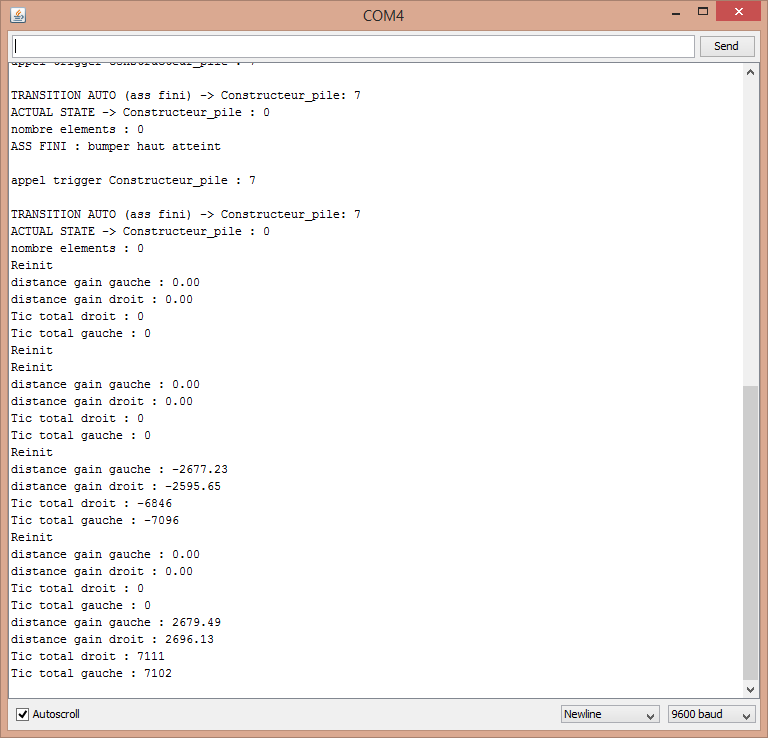 COM4
Send
TRANSITION AUTO (ass fini) -> Constructeur_pile: 7
ACTUAL STATE -> Constructeur_pile : 0
nombre elements : 0
ASS FINI : bumper haut atteint
appel trigger Constructeur_pile : 7
TRANSITION AUTO (ass fini) -> Constructeur_pile: 7
ACTUAL STATE -> Constructeur_pile : 0
nombre elements : 0
Reinit
distance gain gauche : 0.00
distance gain droit : 0.00
Tic total droit : 0
Tic total gauche : 0
Reinit
Reinit
distance gain gauche : 0.00
distance gain droit : 0.00
Tic total droit : 0
Tic total gauche : 0
Reinit
distance gain gauche : -2677.23
distance gain droit : -2595.65
Tic total droit : -6846
Tic total gauche : -7096
Reinit
distance gain gauche : 0.00
distance gain droit : 0.00
Tic total droit : 0
Tic total gauche : 0
distance gain gauche : 2679.49
distance gain droit : 2696.13
Tic total droit : 7111
Tic total gauche : 7102
Autoscroll
Newline
9600 baud